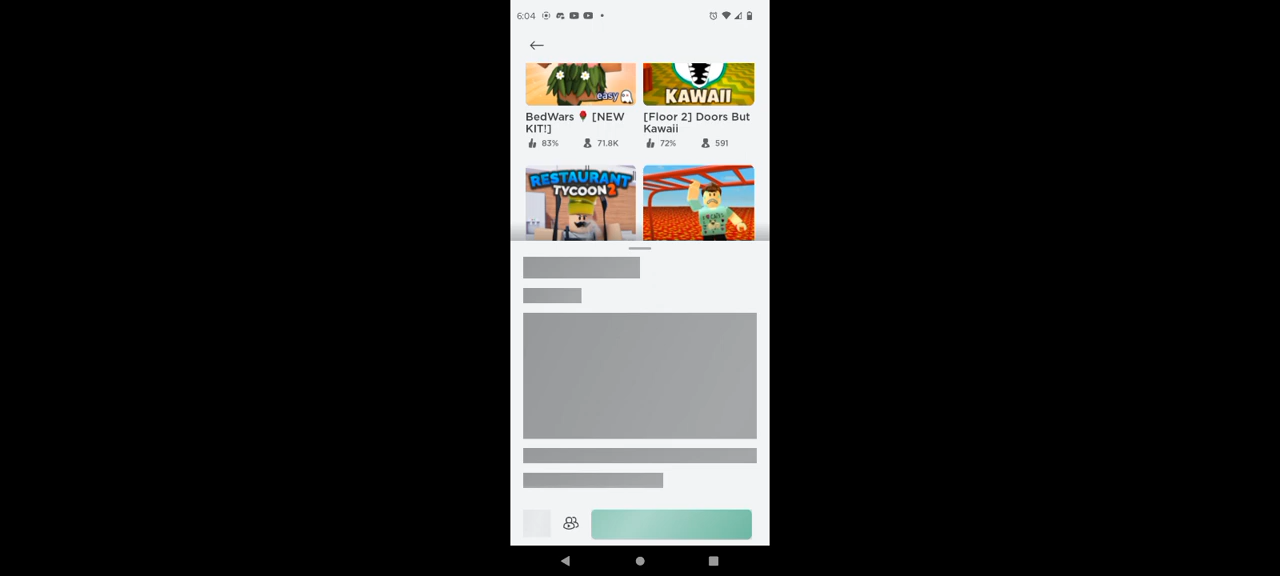 6:04
easy
KAWAII
BedWars 🎈 [NEW
KIT!]
[Floor 2] Doors But
Kawaii
83%
71.8K
72%
591
RESTAURANT
TYCOON 2